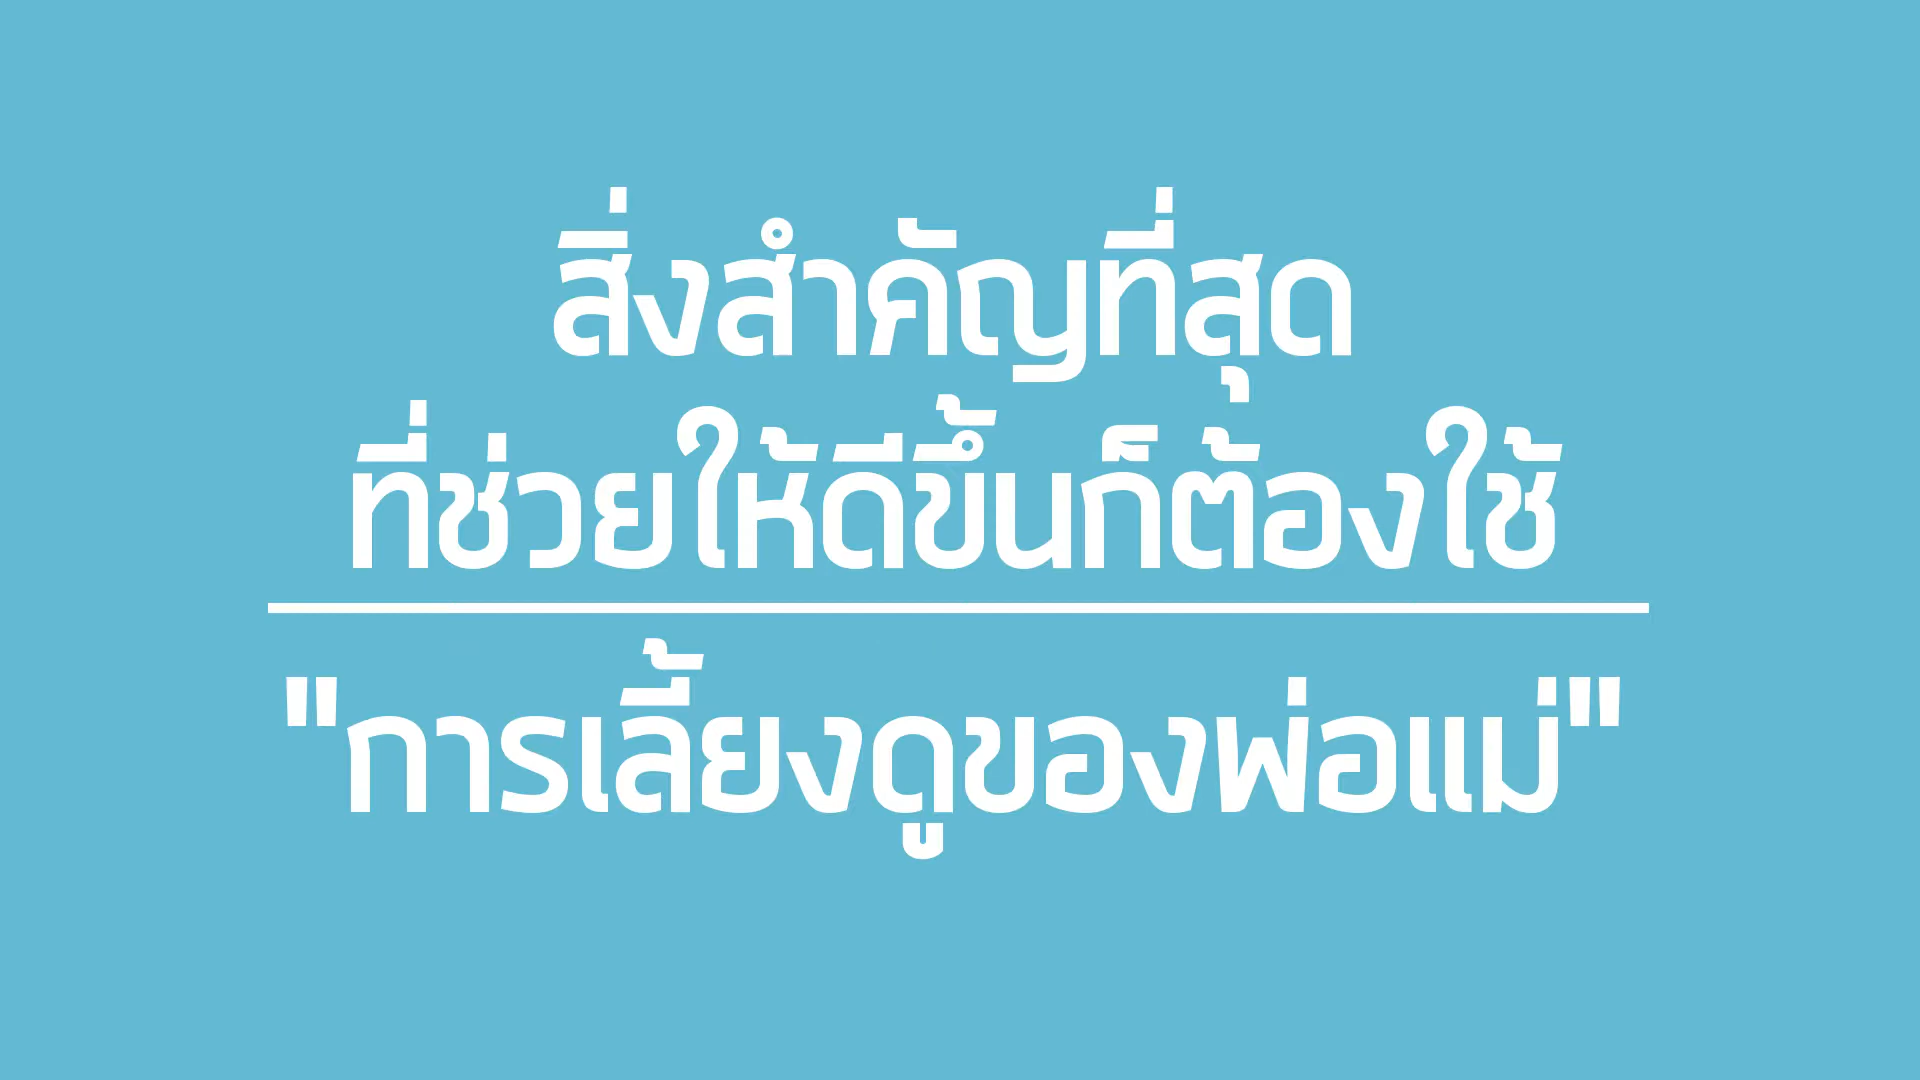 สิ่งสำคัญที่สุด
ที่ช่วยให้ดีขึ้นก็ต้องใช้
"การเลี้ยงดูของพ่อแม่"